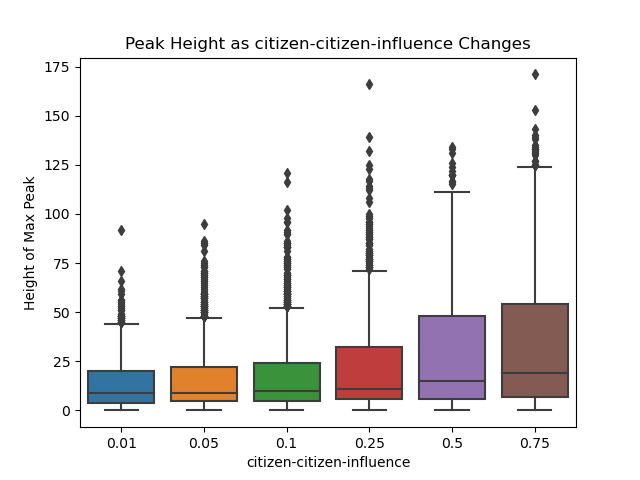 Peak Height as citizen-citizen-influence Changes
Height of Max Peak
175
150
125
100
75
50
25
0
0.01 0.05 0.1 0.25 0.5 0.75
citizen-citizen-influence